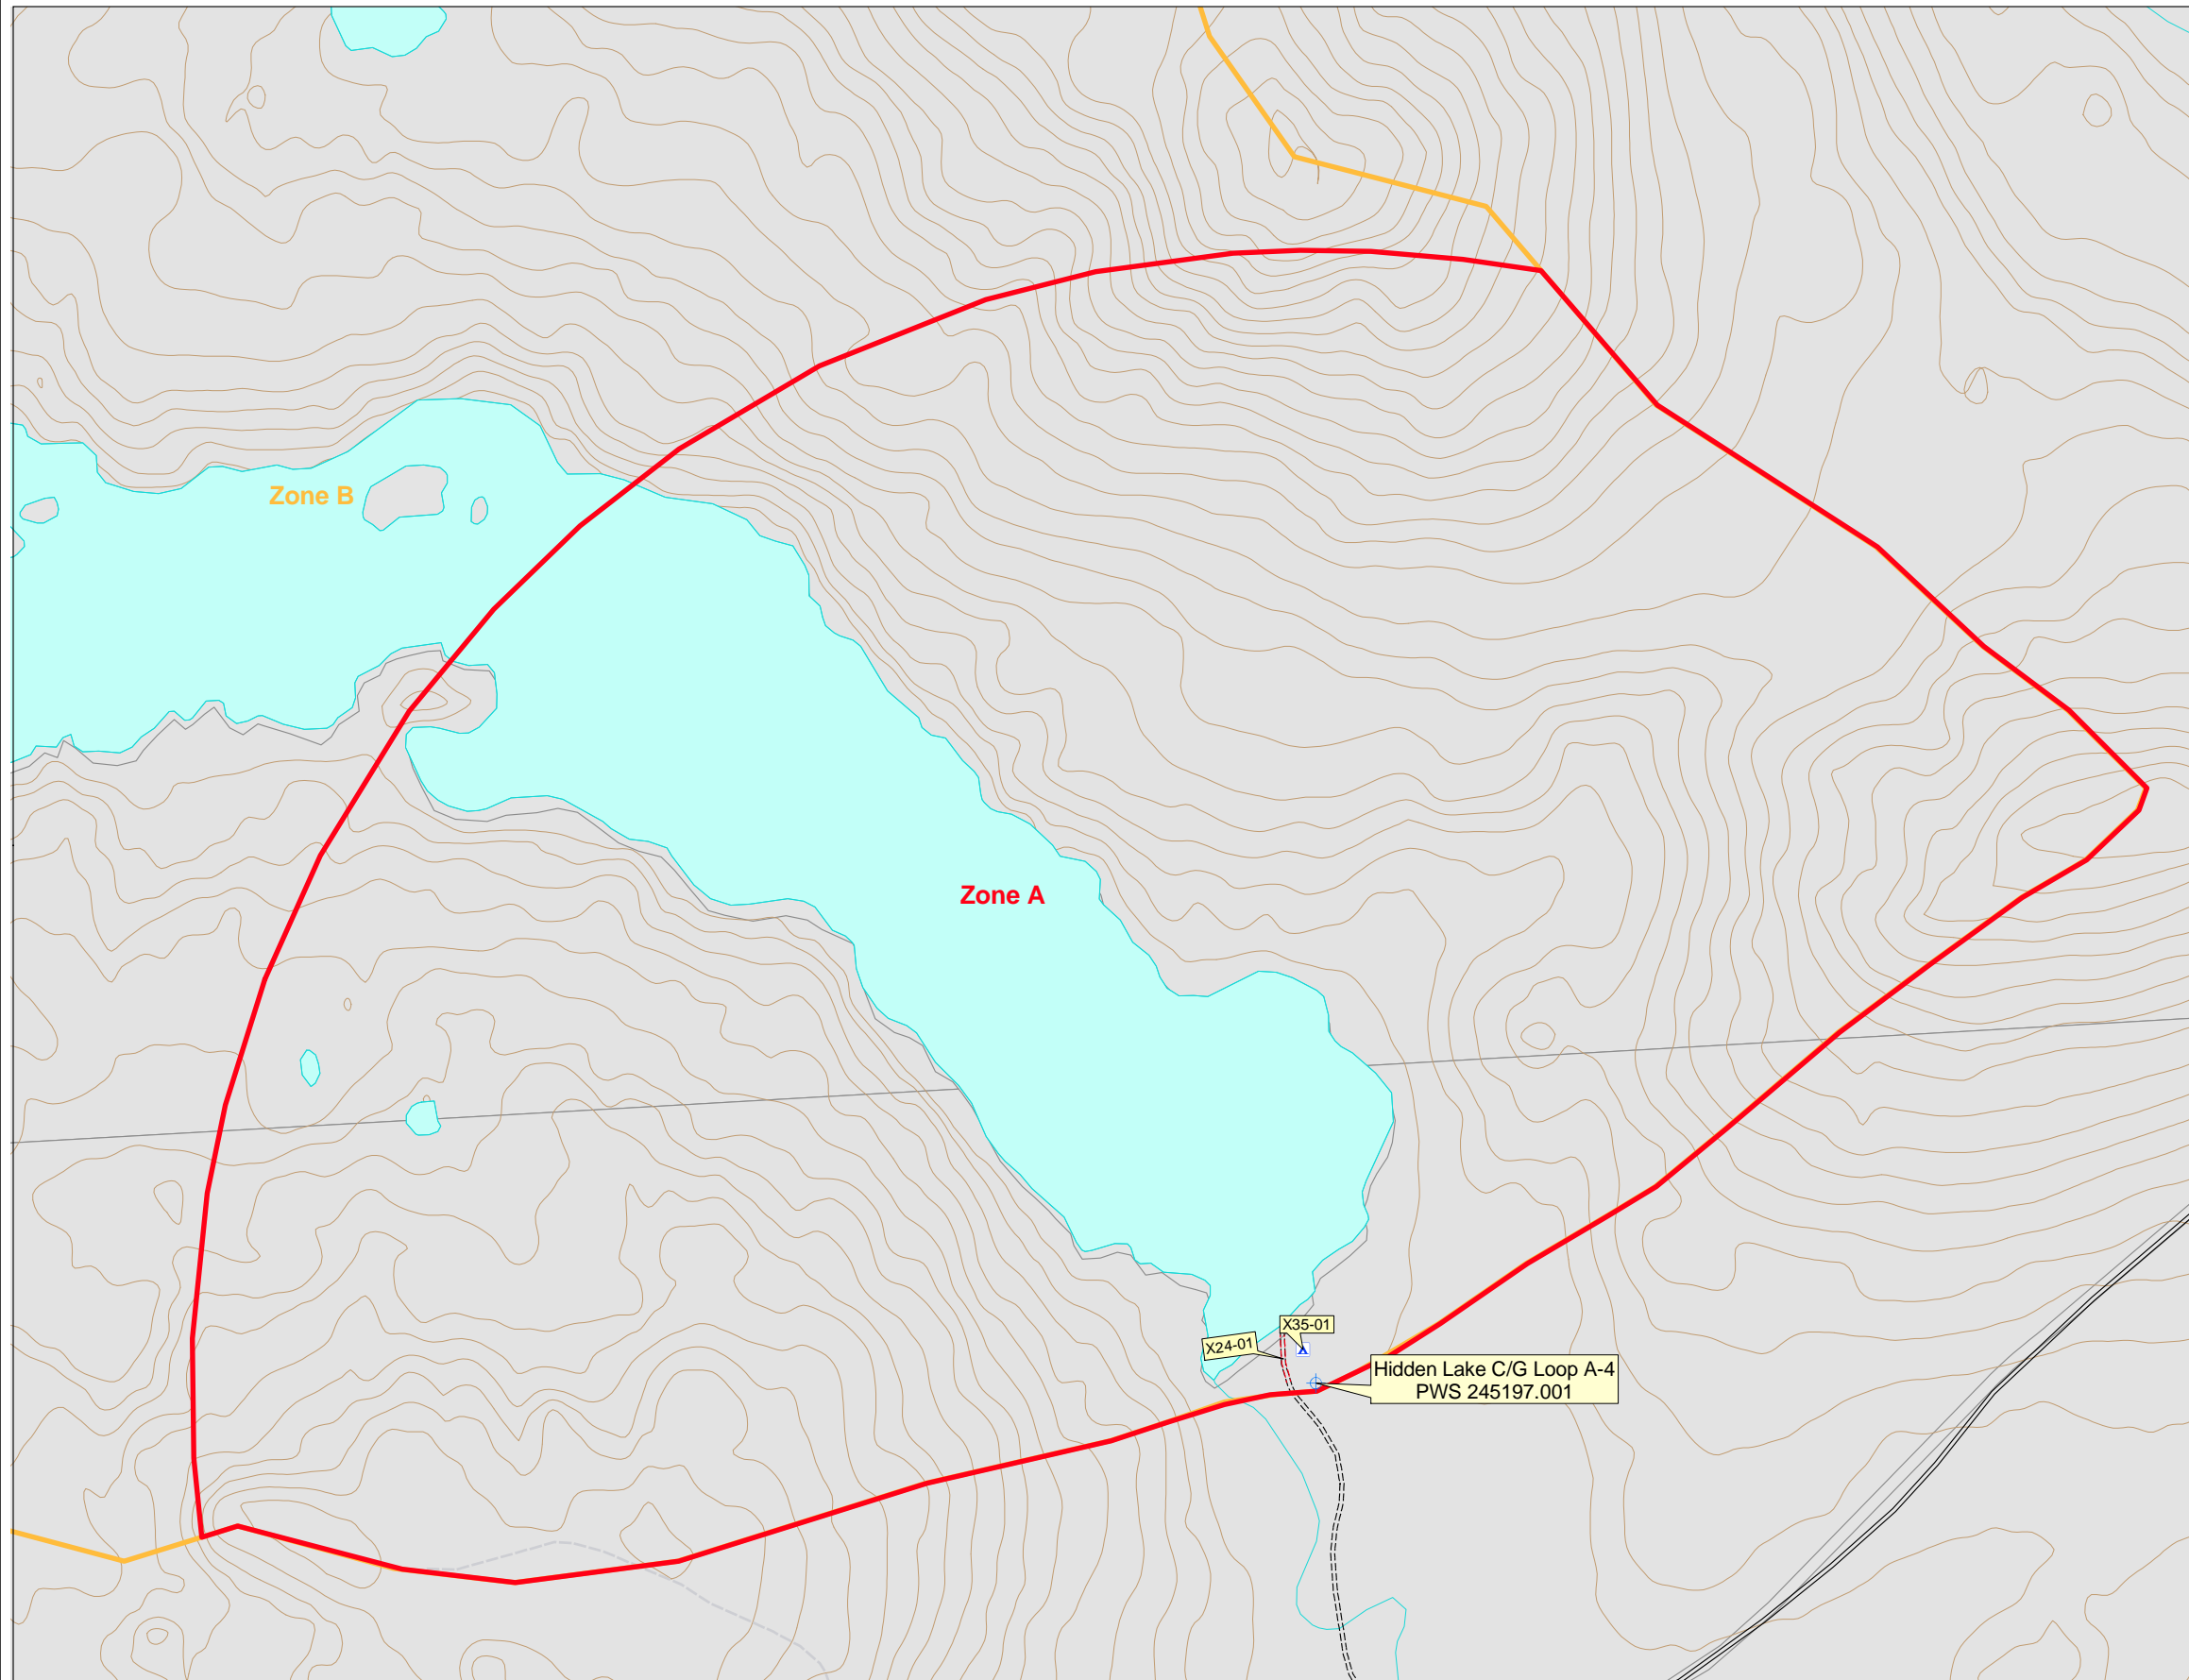 Zone B
Zone A
X35-01
X24-01
Hidden Lake C/G Loop A-4
PWS 245197.001